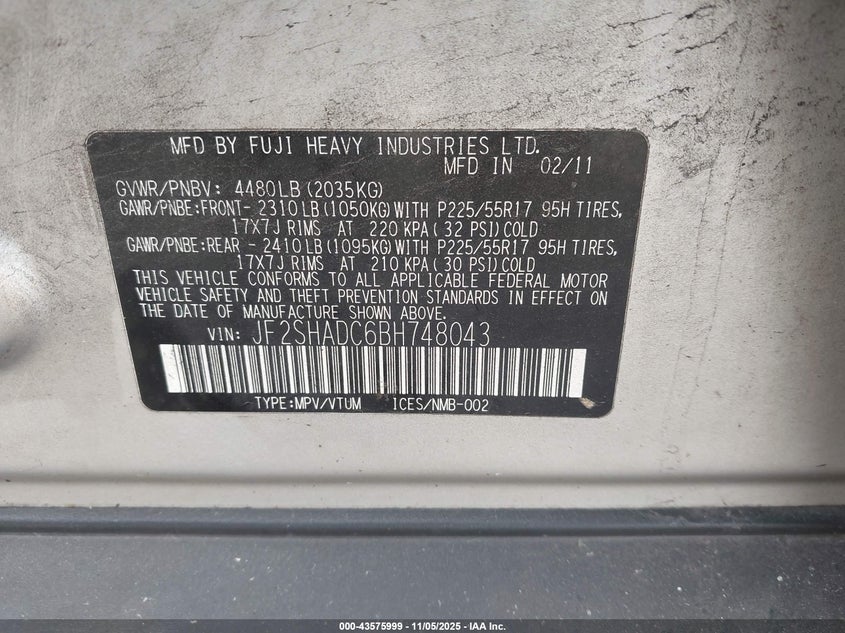 MFD BY FUJI HEAVY INDUSTRIES LTD.
MFD IN 02/11
GVWR/PNBV: 4480LB(2035KG)
GAWR/PNBE:FRONT- 2310LB(1050KG)WITH P225/55R17 95H TIRES,
17X7J RIMS AT 220 KPA( 32 PSI)COLD
GAWR/PNBE:REAR - 2410LB(1095KG)WITH P225/55R17 95H TIRES,
17X7J RIMS AT 210 KPA( 30 PSI)COLD
THIS VEHICLE CONFORMS TO ALL APPLICABLE FEDERAL MOTOR
VEHICLE SAFETY AND THEFT PREVENTION STANDARDS IN EFFECT ON
THE DATE OF MANUFACTURE SHOWN ABOVE.
VIN: JF2SHADC6BH748043
TYPE:MPV/VTUM ICES/NMB-002
000-43575999 - 11/05/2025 - IAA Inc.